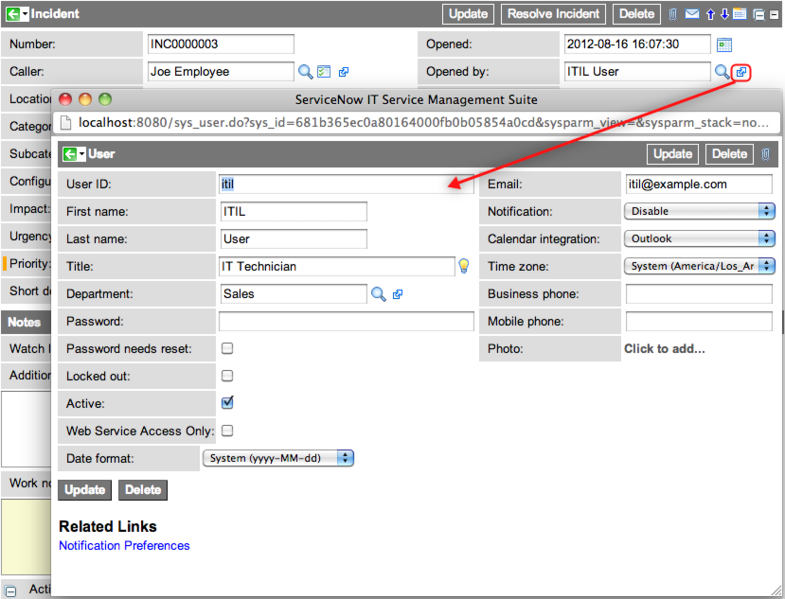 Incident Update Resolve Incident Delete
Number: INC0000003 Opened: 2012-08-16 16:07:30
Caller: Joe Employee Opened by: ITIL User
Locatio
Categor
Subcate
Configu
Impact:
Urgency
Priority:
Short de
Notes
Watch l
Addition
Work no
Acti
ServiceNow IT Service Management Suite
localhost:8080/sys_user.do?sys_id=681b365ec0a80164000fb0b05854a0cd&sysparm_view=&sysparm_stack=no...
User Update Delete
User ID: itil Email: itil@example.com
First name: ITIL Notification: Disable
Last name: User Calendar integration: Outlook
Title: IT Technician Time zone: System (America/Los_Ar
Department: Sales Business phone:
Password: Mobile phone:
Password needs reset: Photo: Click to add...
Locked out:
Active:
Web Service Access Only:
Date format: System (yyyy-MM-dd)
Update Delete
Related Links
Notification Preferences